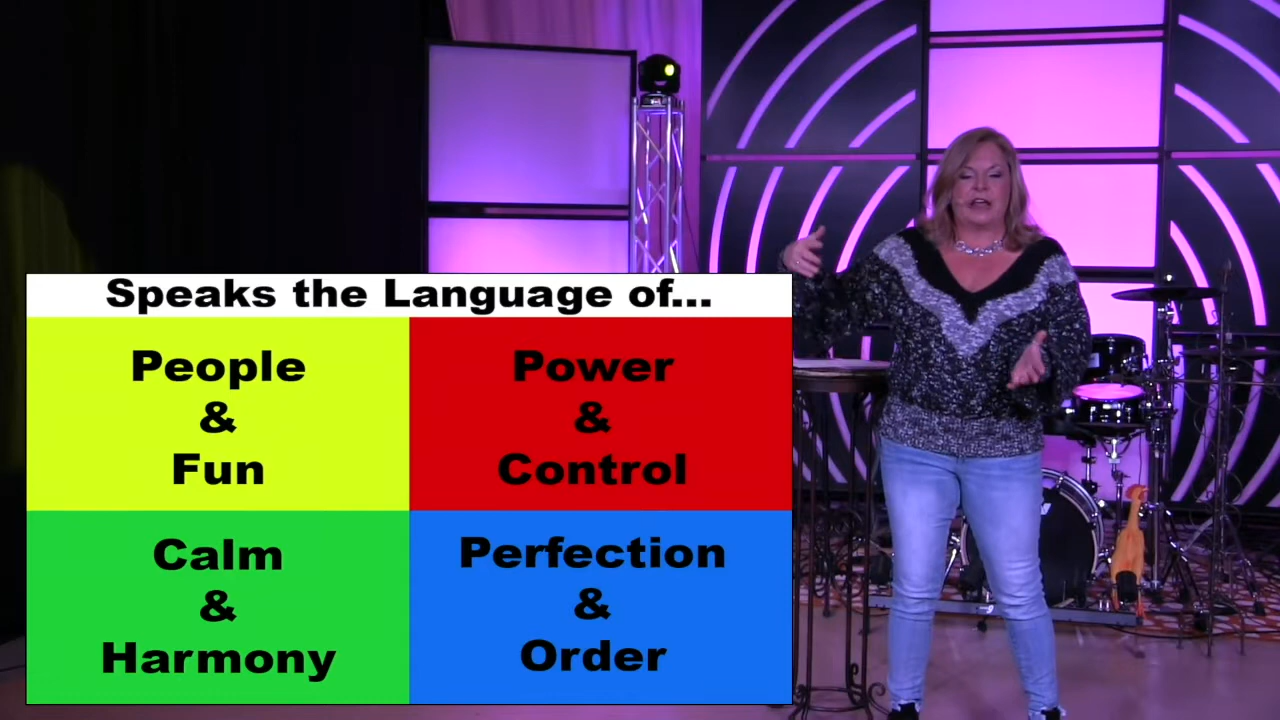 Speaks the Language of...
People
&
Fun
Power
&
Control
Calm
&
Harmony
Perfection
&
Order